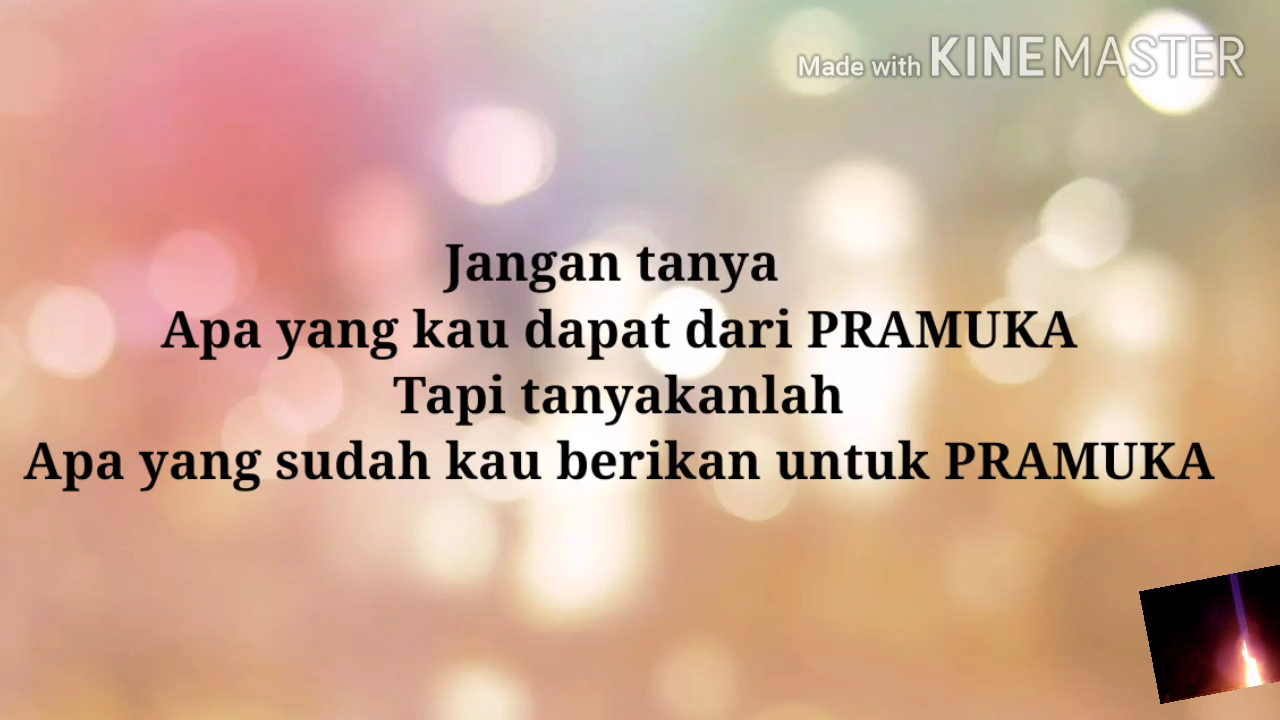 Made with KINEMASTER
Jangan tanya
Apa yang kau dapat dari PRAMUKA
Tapi tanyakanlah
Apa yang sudah kau berikan untuk PRAMUKA